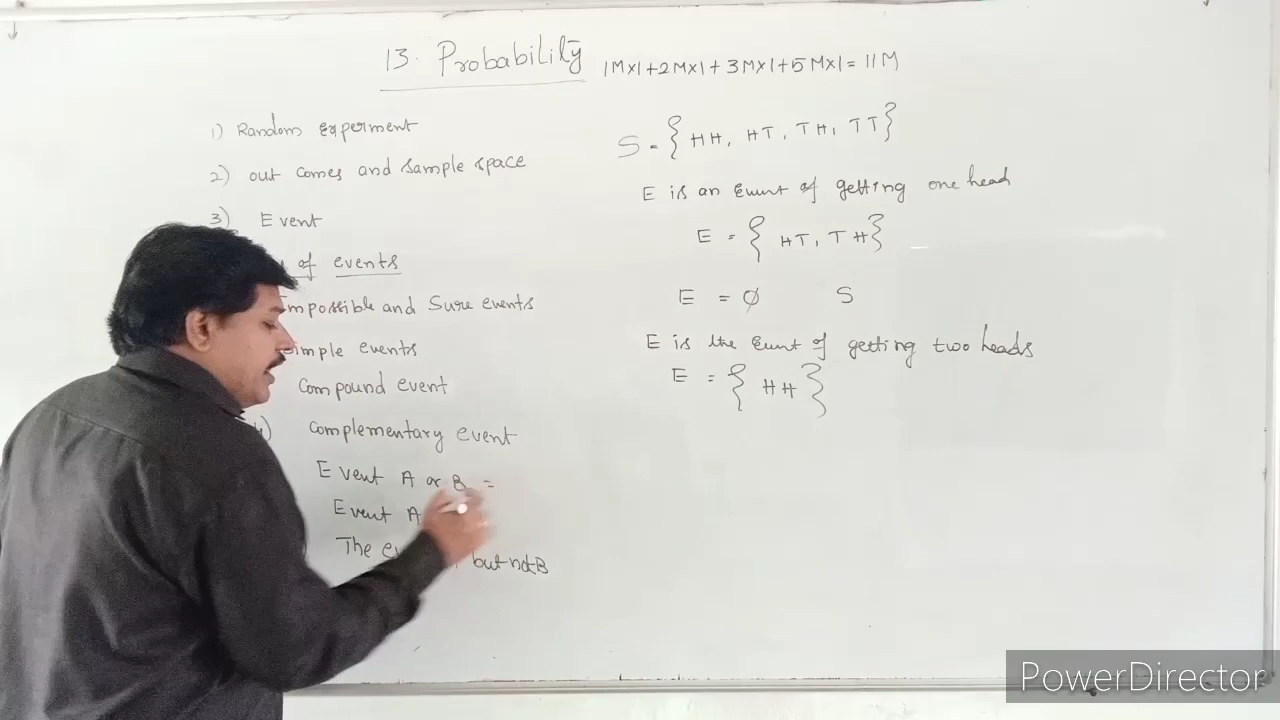 13. Probability 1M×1+2M×1+3M×1+5M×1=11M
1) Random experment
2) out comes and sample space
3) Event
of events
Impossible and Sure events
Simple events
Compound event
Complementary event
Event A or B =
Event A
The but not B
S = { HH, HT, TH, TT }
E is an Event of getting one head
E = { HT, TH }
E = ∅ S
E is the Event of getting two heads
E = { HH }
PowerDirector